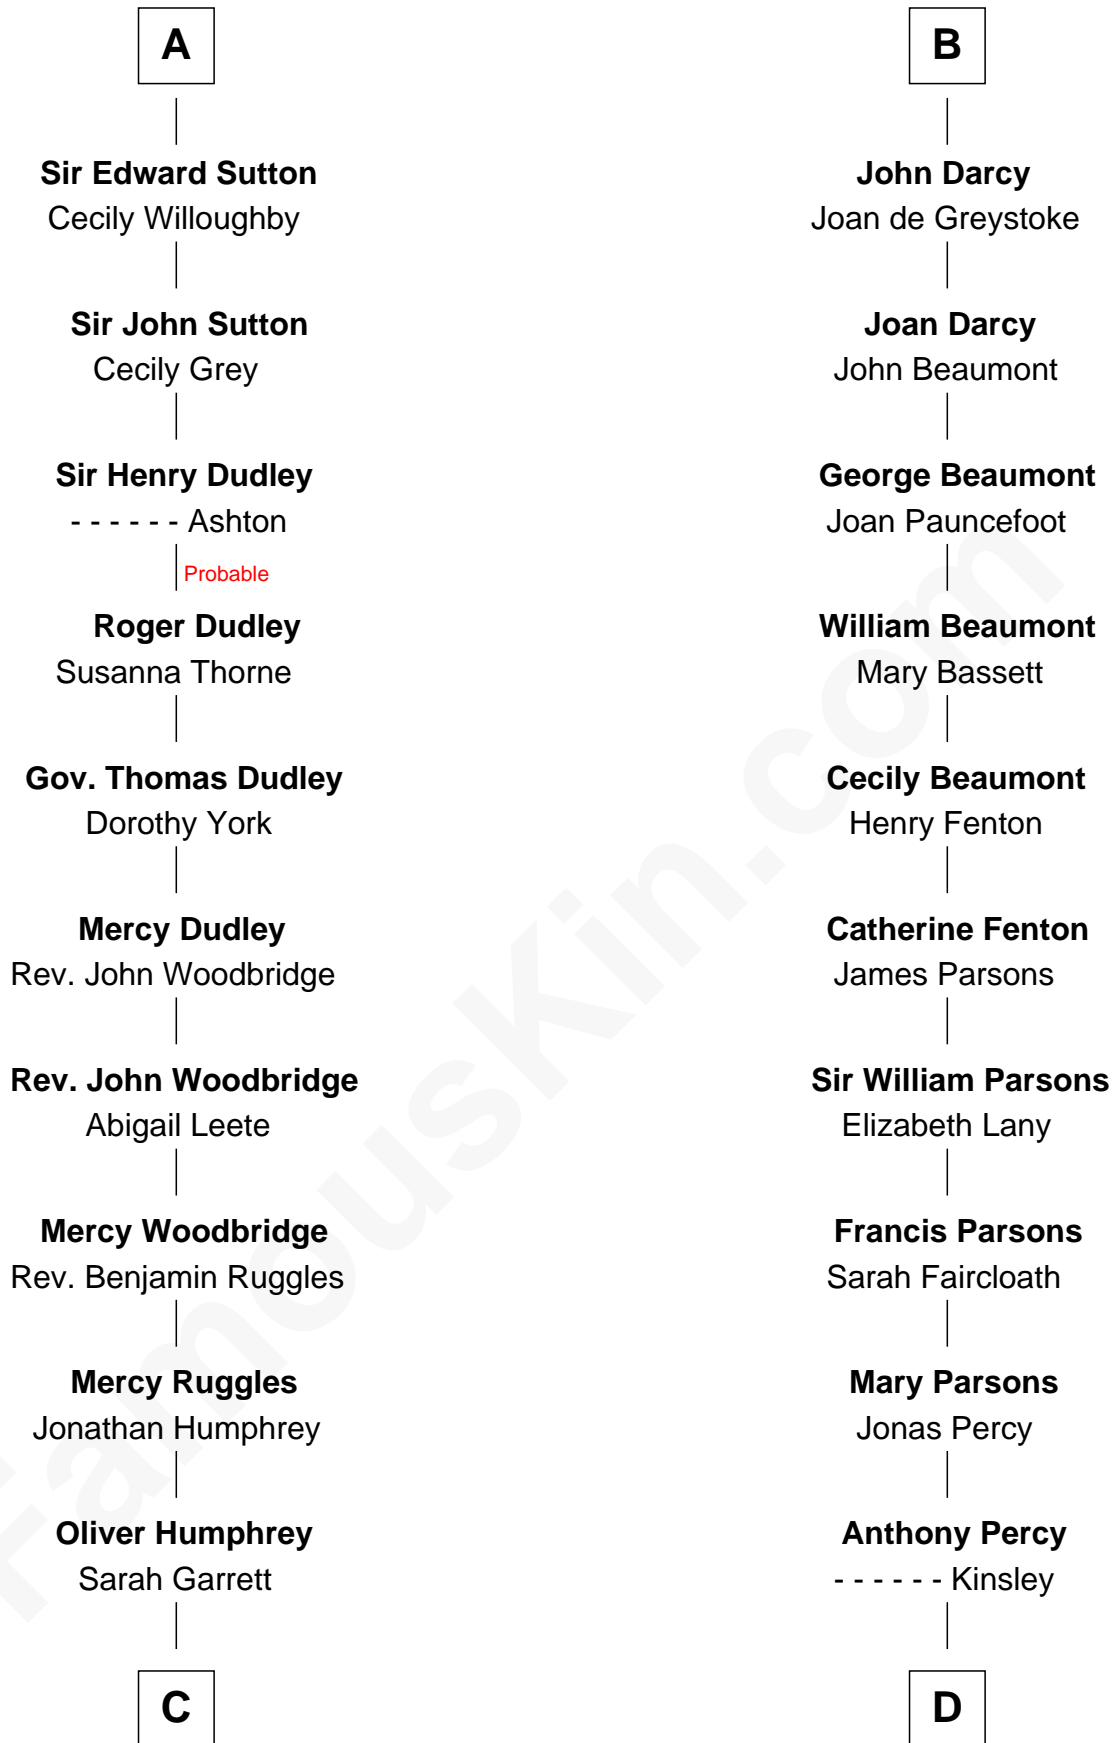 A
Sir Edward Sutton
Cecily Willoughby
Sir John Sutton
Cecily Grey
Sir Henry Dudley
- - - - - - Ashton
Probable
Roger Dudley
Susanna Thorne
Gov. Thomas Dudley
Dorothy York
Mercy Dudley
Rev. John Woodbridge
Rev. John Woodbridge
Abigail Leete
Mercy Woodbridge
Rev. Benjamin Ruggles
Mercy Ruggles
Jonathan Humphrey
Oliver Humphrey
Sarah Garrett
C
B
John Darcy
Joan de Greystoke
Joan Darcy
John Beaumont
George Beaumont
Joan Pauncefoot
William Beaumont
Mary Bassett
Cecily Beaumont
Henry Fenton
Catherine Fenton
James Parsons
Sir William Parsons
Elizabeth Lany
Francis Parsons
Sarah Faircloath
Mary Parsons
Jonas Percy
Anthony Percy
- - - - - - Kinsley
D
FamousKin.com